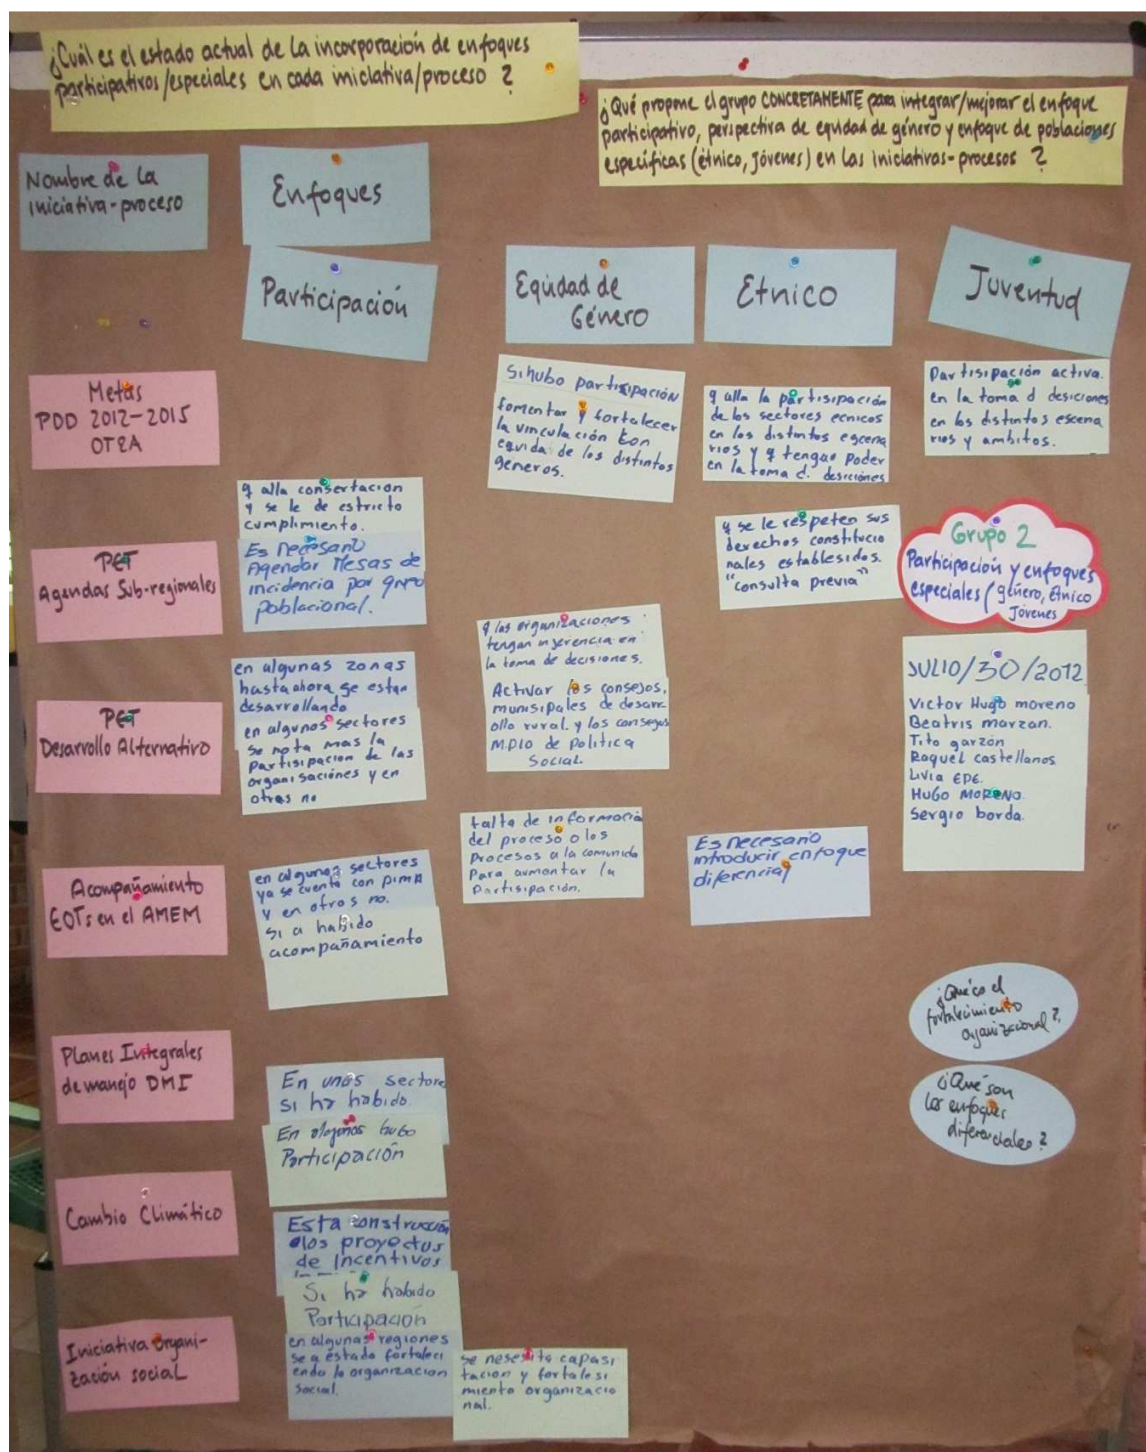 ¿Cuál es el estado actual de la incorporación de enfoques
participativos/especiales en cada iniciativa/proceso ?
¿Qué propone el grupo CONCRETAMENTE para integrar/mejorar el enfoque
participativo, perspectiva de equidad de género y enfoque de poblaciones
específicas (étnico, jóvenes) en las iniciativas-procesos ?
Nombre de la
iniciativa-proceso
Enfoques
Participación
Equidad de
Género
Etnico
Juventud
Metas
PDD 2012-2015
OTRA
Si hubo partisipación
fomentar y fortalecer
la vinculación con
equida de los distintos
generos.
q alla la partisipación
de los sectores ecnicos
en los distintos escena
rios y q tengan poder
en la toma d. desiciónes
Partisipación activa.
en la toma d desiciones
en los distintos escena
rios y ambitos.
q alla consertacion
y se le de estricto
cumplimiento.
PET
Agendas Sub-regionales
Es necesario
Agendar Mesas de
incidencia por grupo
poblacional.
y se le respeten sus
derechos constitucio
nales establesidos.
"consulta previa"
Grupo 2
Participación y enfoques
especiales (género, Etnico
Jóvenes
q las organizaciones
tengan injerencia en
la toma de decisiones.
Activar los consejos,
munisipales de desarr
ollo rural. y los consegos
MPIO de politica
Social.
JULIO/30/2012
Victor Hugo moreno
Beatris marzan.
Tito garzón
Raquel castellanos
Livia EPE.
HUGO MORENO.
Sergio borda.
PET
Desarrollo Alternativo
en algunas zonas
hasta ahora se estan
desarrollando
en algunos sectores
se nota mas la
partisipacion de las
organisaciónes y en
otras no
Acompañamiento
EOTs en el AMEM
en algunos sectores
ya se cuenta con pima
y en otros no.
si a habido
acompañamiento
falta de informació
del proceso o los
procesos a la comunida
para aumentar la
Partisipación.
Es necesario
introducir enfoque
diferencial
¿Qué es el
fortalecimiento
organizacional ?
¿Qué son
los enfoques
diferenciales ?
Planes Integrales
de manejo DMI
En unos sectore
si ha habido
En algunos hubo
Participación
Cambio Climático
Esta construcción
los proyectos
de Incentivos
Si ha habido
Participación
Iniciativa organi-
zación social
en algunas regiones
se a estado fortaleci
endo la organizacion
social.
se nesesita capasi
tacion y fortalesi
miento organizacio
nal.